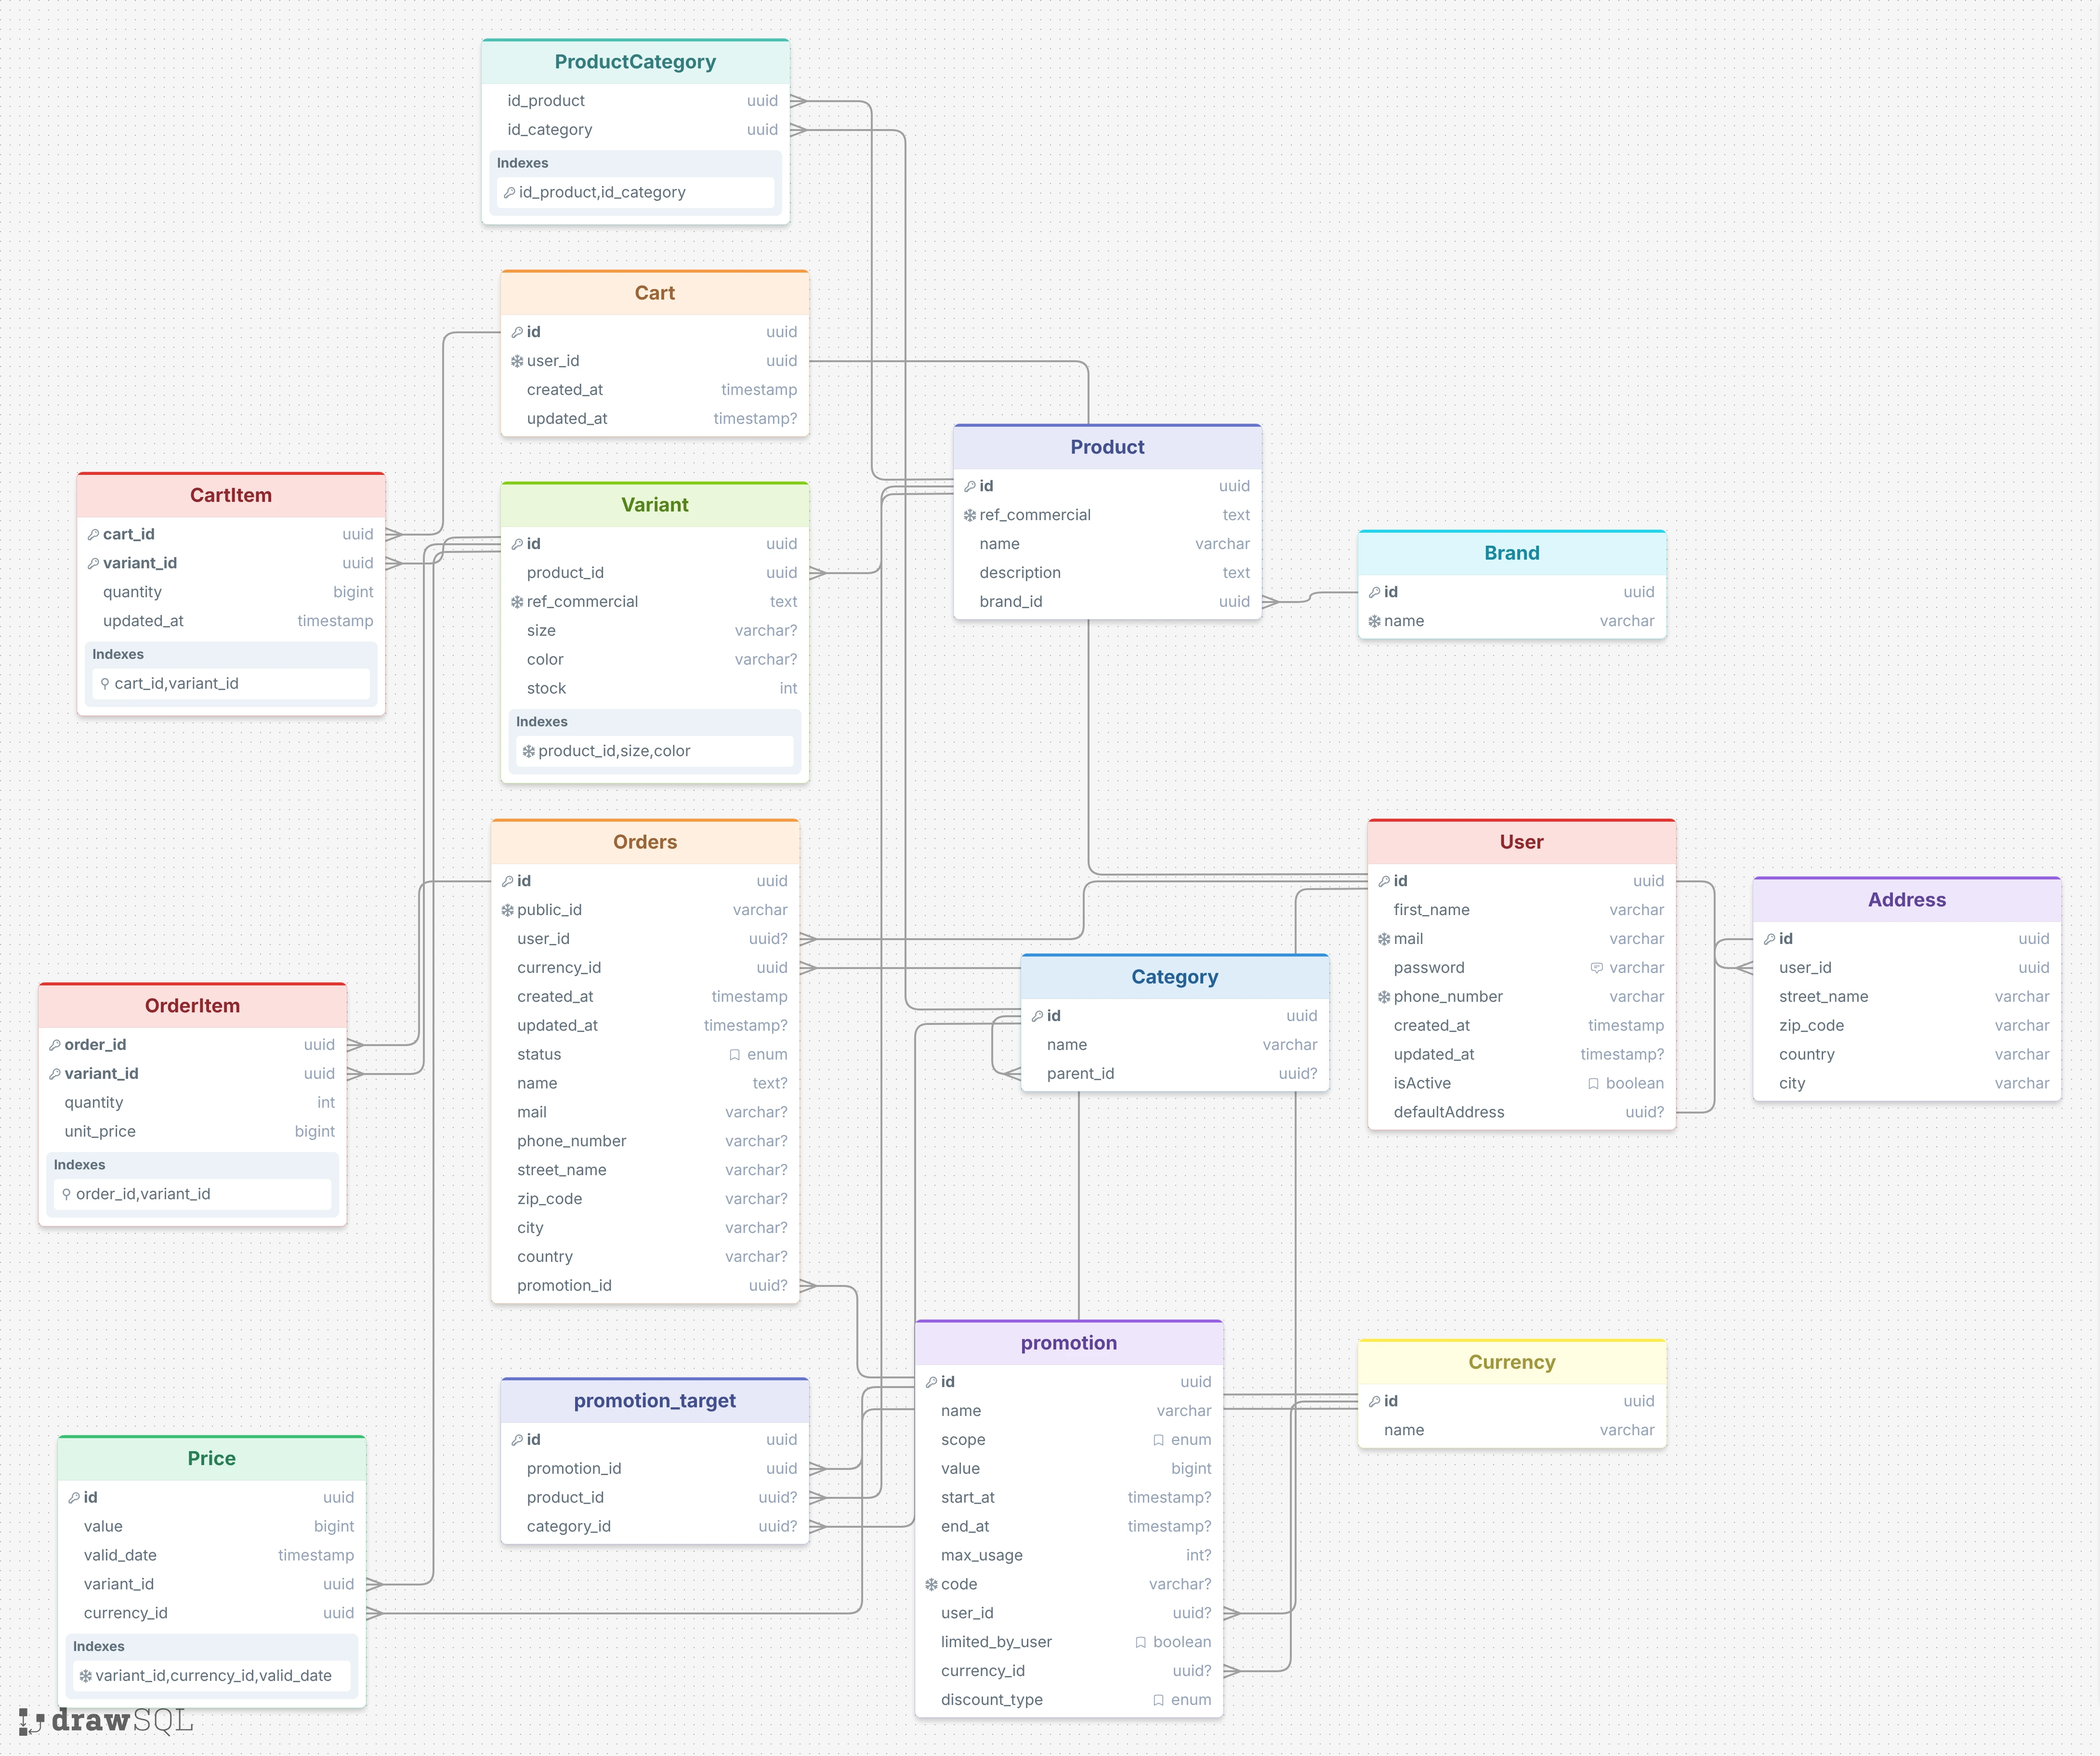 ProductCategory
id_product uuid
id_category uuid
Indexes
id_product,id_category
Cart
id uuid
user_id uuid
created_at timestamp
updated_at timestamp?
Product
id uuid
ref_commercial text
name varchar
description text
brand_id uuid
CartItem
cart_id uuid
variant_id uuid
quantity bigint
updated_at timestamp
Indexes
cart_id,variant_id
Variant
id uuid
product_id uuid
ref_commercial text
size varchar?
color varchar?
stock int
Indexes
product_id,size,color
Brand
id uuid
name varchar
Orders
id uuid
public_id varchar
user_id uuid?
currency_id uuid
created_at timestamp
updated_at timestamp?
status enum
name text?
mail varchar?
phone_number varchar?
street_name varchar?
zip_code varchar?
city varchar?
country varchar?
promotion_id uuid?
User
id uuid
first_name varchar
mail varchar
password varchar
phone_number varchar
created_at timestamp
updated_at timestamp?
isActive boolean
defaultAddress uuid?
Address
id uuid
user_id uuid
street_name varchar
zip_code varchar
country varchar
city varchar
Category
id uuid
name varchar
parent_id uuid?
OrderItem
order_id uuid
variant_id uuid
quantity int
unit_price bigint
Indexes
order_id,variant_id
promotion
id uuid
name varchar
scope enum
value bigint
start_at timestamp?
end_at timestamp?
max_usage int?
code varchar?
user_id uuid?
limited_by_user boolean
currency_id uuid?
discount_type enum
Currency
id uuid
name varchar
promotion_target
id uuid
promotion_id uuid
product_id uuid?
category_id uuid?
Price
id uuid
value bigint
valid_date timestamp
variant_id uuid
currency_id uuid
Indexes
variant_id,currency_id,valid_date
drawSQL